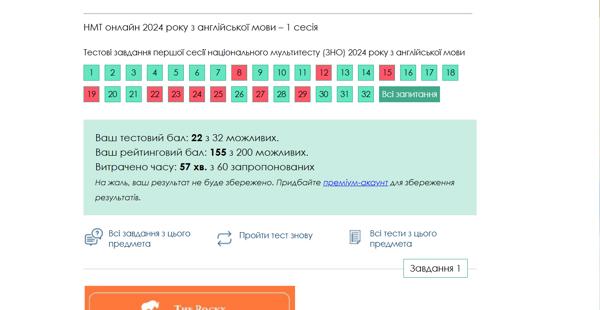 НМТ онлайн 2024 року з англійської мови – 1 сесія
Тестові завдання першої сесії національного мультитесту (ЗНО) 2024 року з англійської мови
1 2 3 4 5 6 7 8 9 10 11 12 13 14 15 16 17 18
19 20 21 22 23 24 25 26 27 28 29 30 31 32 Всі запитання
Ваш тестовий бал: 22 з 32 можливих.
Ваш рейтинговий бал: 155 з 200 можливих.
Витрачено часу: 57 хв. з 60 запропонованих
На жаль, ваш результат не буде збережено. Придбайте преміум-акаунт для збереження
результатів.
Всі завдання з цього
предмета
Пройти тест знову
Всі тести з цього
предмета
Завдання 1
The Rocky